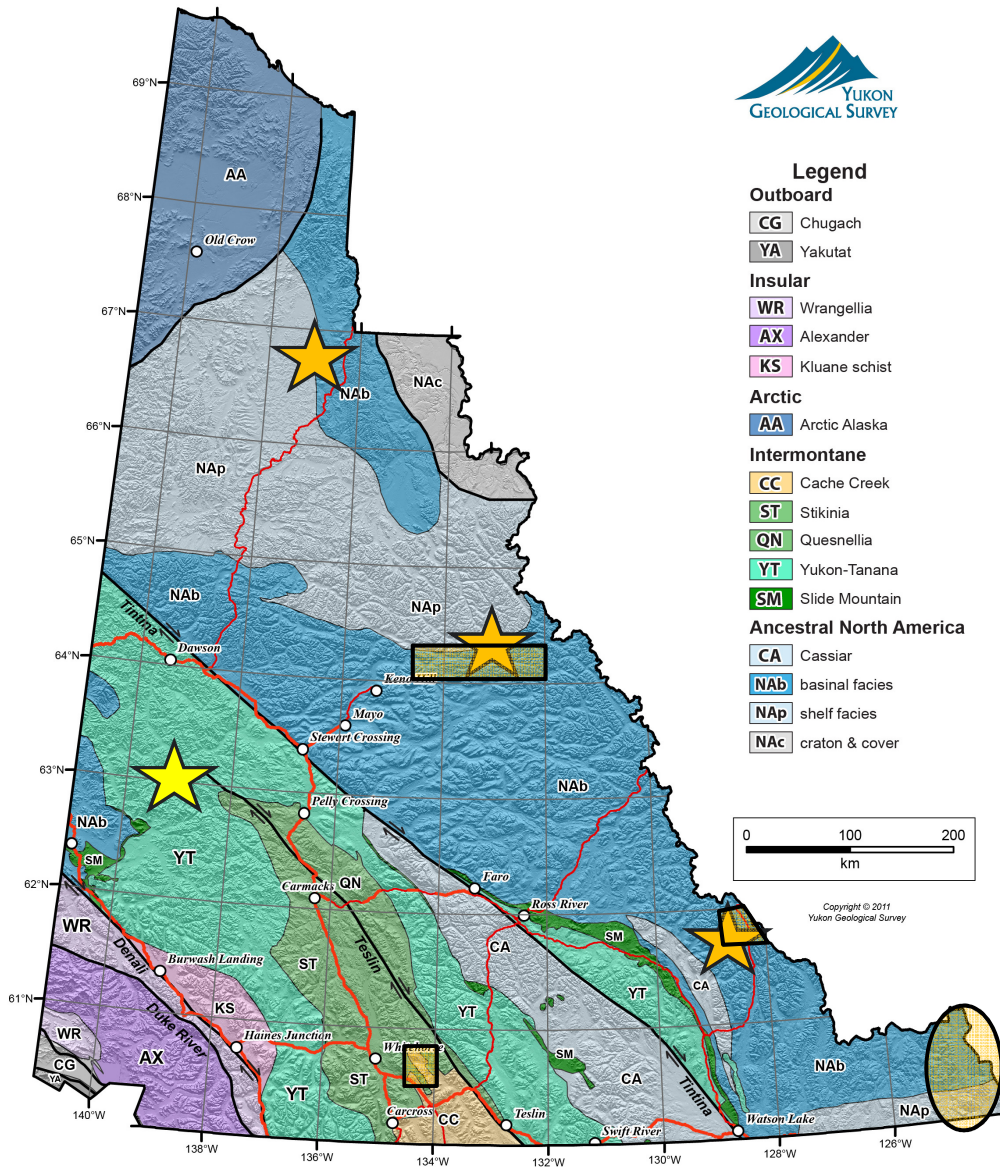 YUKON
GEOLOGICAL SURVEY
Legend
Outboard
CG Chugach
YA Yakutat
Insular
WR Wrangellia
AX Alexander
KS Kluane schist
Arctic
AA Arctic Alaska
Intermontane
CC Cache Creek
ST Stikinia
QN Quesnellia
YT Yukon-Tanana
SM Slide Mountain
Ancestral North America
CA Cassiar
NAb basinal facies
NAp shelf facies
NAc craton & cover
0 100 200
km
Copyright © 2011
Yukon Geological Survey
69°N
AA
68°N
Old Crow
67°N
NAc
NAb
66°N
NAp
65°N
NAb
NAp
Tintina
64°N
Dawson
Keno
Mayo
Stewart Crossing
63°N
NAb
Pelly Crossing
NAb
YT
SM
62°N
QN
Faro
Carmacks
Ross River
WR
CA
SM
Teslin
Denali
ST
Burwash Landing
YT
CA
61°N
KS
YT
Duke River
Haines Junction
WR
AX
SM
Whitehorse
CG
ST
CA
Tintina
NAb
YA
YT
NAp
140°W
Carcross
CC
Teslin
Swift River
Watson Lake
138°W
136°W
134°W
132°W
130°W
128°W
126°W